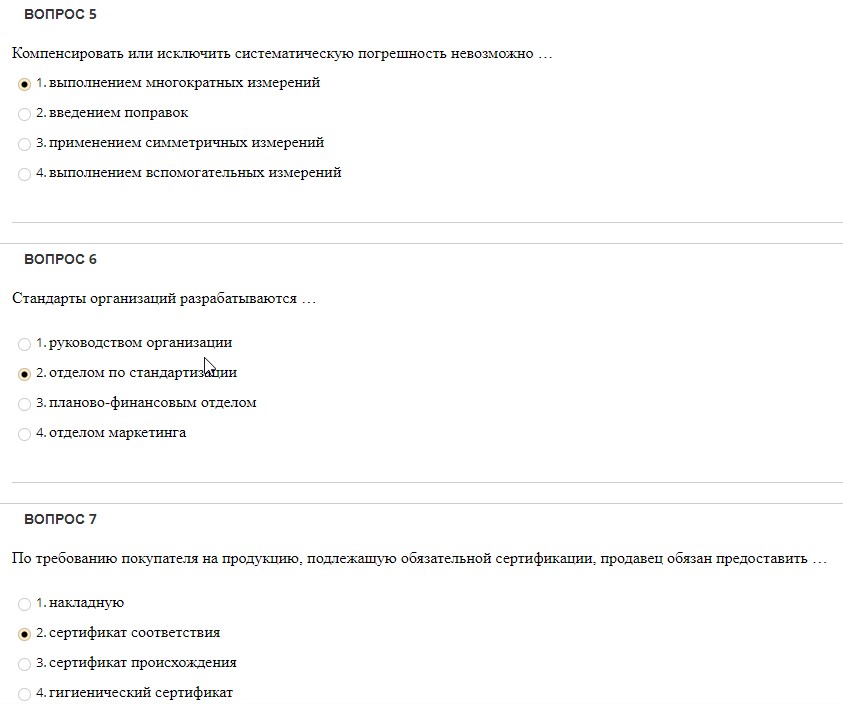 ВОПРОС 5
Компенсировать или исключить систематическую погрешность невозможно …
1. выполнением многократных измерений
2. введением поправок
3. применением симметричных измерений
4. выполнением вспомогательных измерений
ВОПРОС 6
Стандарты организаций разрабатываются …
1. руководством организации
2. отделом по стандартизации
3. планово-финансовым отделом
4. отделом маркетинга
ВОПРОС 7
По требованию покупателя на продукцию, подлежащую обязательной сертификации, продавец обязан предоставить …
1. накладную
2. сертификат соответствия
3. сертификат происхождения
4. гигиенический сертификат